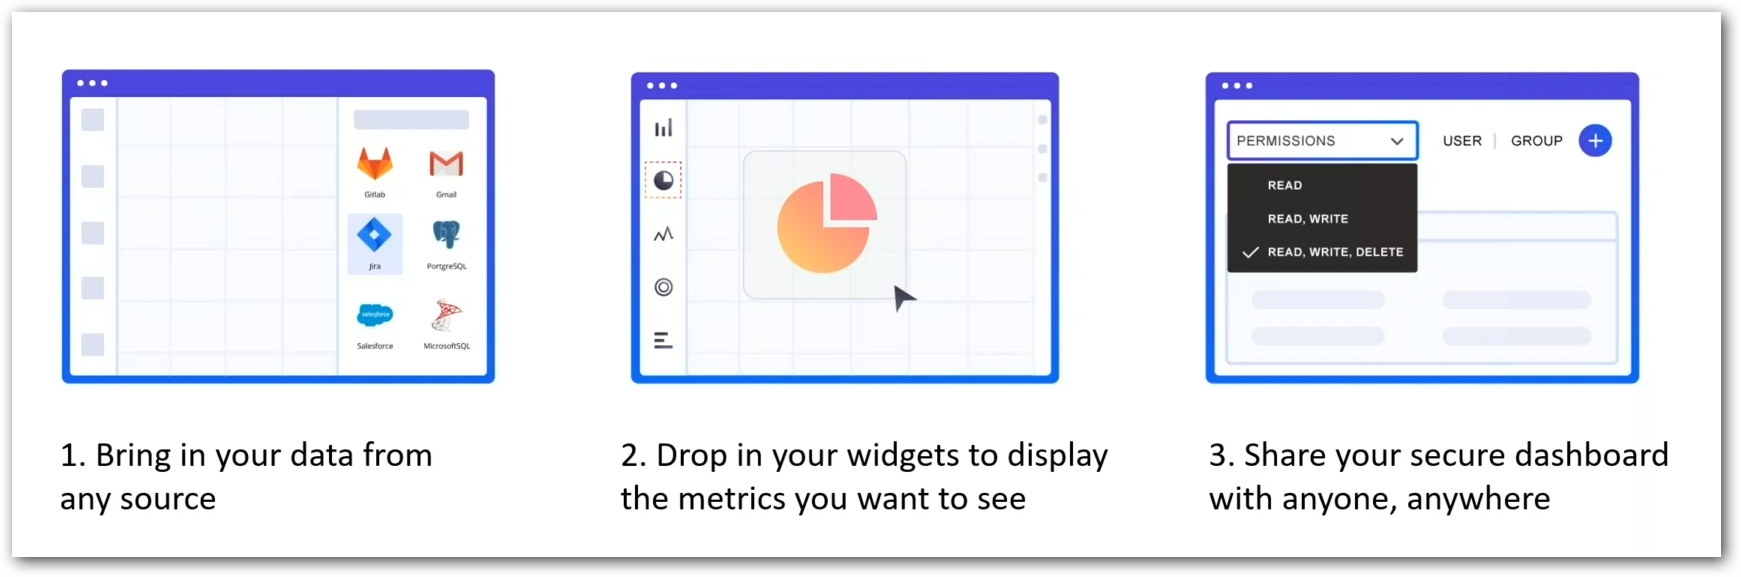 Gitlab
Gmail
Jira
PortgreSQL
salesforce
Salesforce
MicrosoftSQL
1. Bring in your data from
any source
2. Drop in your widgets to display
the metrics you want to see
PERMISSIONS
USER | GROUP
READ
READ, WRITE
READ, WRITE, DELETE
3. Share your secure dashboard
with anyone, anywhere